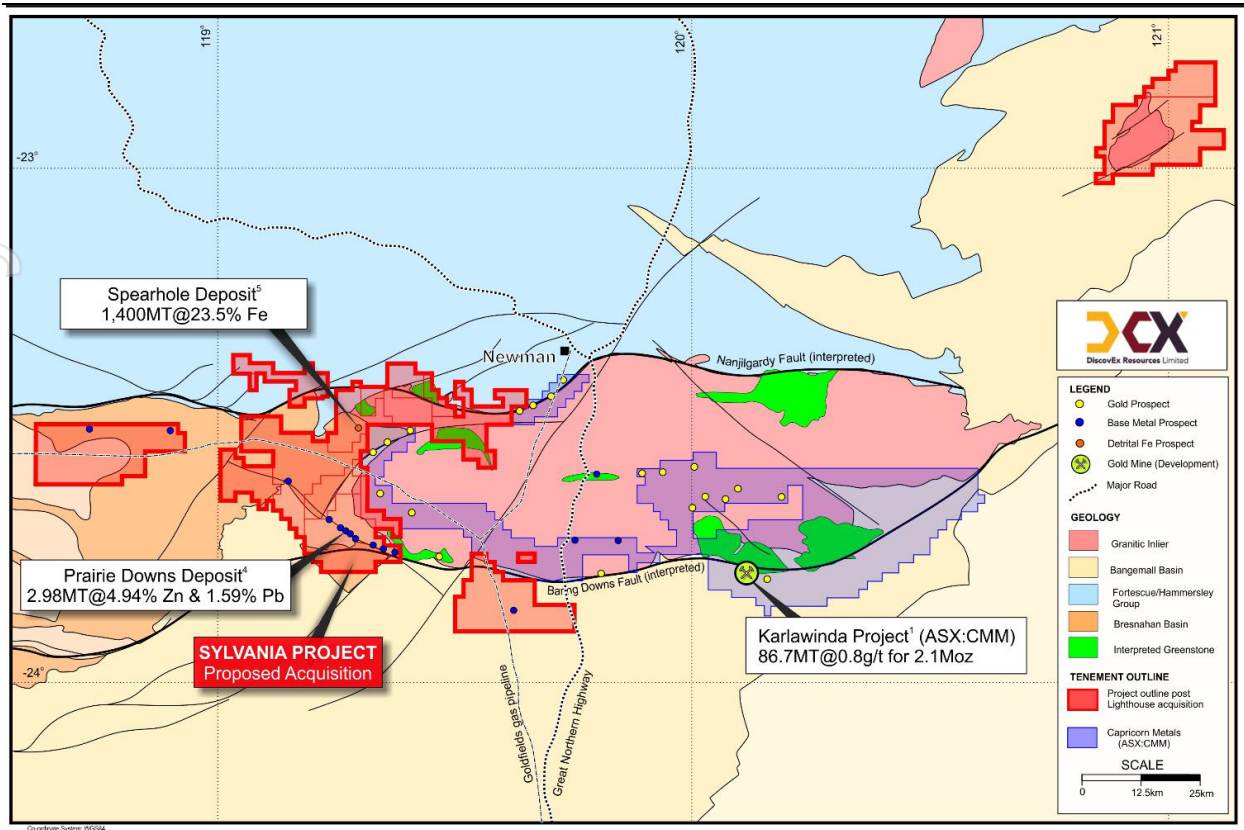 119°
120°
121°
-23°
Spearhole Deposit5
1,400MT@23.5% Fe
Newman
Nanjilgardy Fault (interpreted)
DCX
DiscovEx Resources Limited
LEGEND
Gold Prospect
Base Metal Prospect
Detrital Fe Prospect
Gold Mine (Development)
Major Road
GEOLOGY
Granitic Inlier
Bangemall Basin
Fortescue/Hammersley
Group
Bresnahan Basin
Interpreted Greenstone
TENEMENT OUTLINE
Project outline post
Lighthouse acquisition
Capricorn Metals
(ASX:CMM)
SCALE
0 12.5km 25km
Prairie Downs Deposit4
2.98MT@4.94% Zn & 1.59% Pb
Baring Downs Fault (interpreted)
SYLVANIA PROJECT
Proposed Acquisition
Karlawinda Project1 (ASX:CMM)
86.7MT@0.8g/t for 2.1Moz
-24°
Goldfields gas pipeline
Great Northern Highway
Co-ordinate System: WGS84